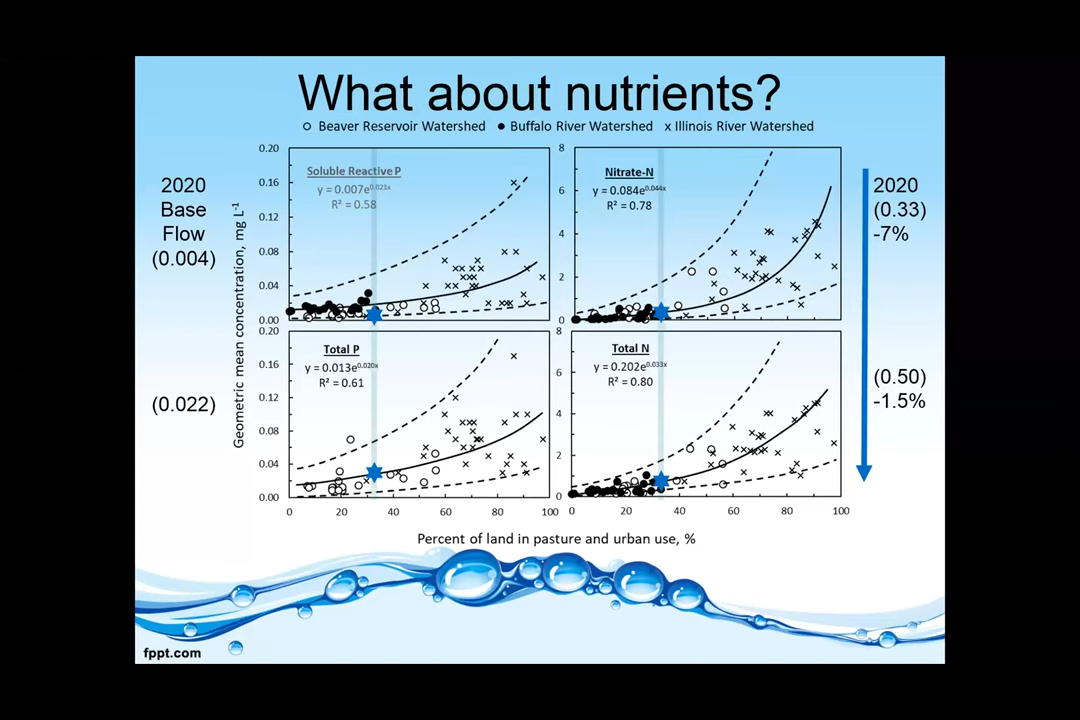 What about nutrients?
○ Beaver Reservoir Watershed ● Buffalo River Watershed x Illinois River Watershed
2020
Base
Flow
(0.004)
(0.022)
Geometric mean concentration, mg L⁻¹
0.20
0.16
0.12
0.08
0.04
0.00
Soluble Reactive P
y = 0.007e^0.023x
R² = 0.58
8
6
4
2
0
Nitrate-N
y = 0.084e^0.044x
R² = 0.78
0.20
0.16
0.12
0.08
0.04
0.00
Total P
y = 0.013e^0.020x
R² = 0.61
0 20 40 60 80 100
8
6
4
2
0
Total N
y = 0.202e^0.033x
R² = 0.80
0 20 40 60 80 100
Percent of land in pasture and urban use, %
2020
(0.33)
-7%
(0.50)
-1.5%
fppt.com